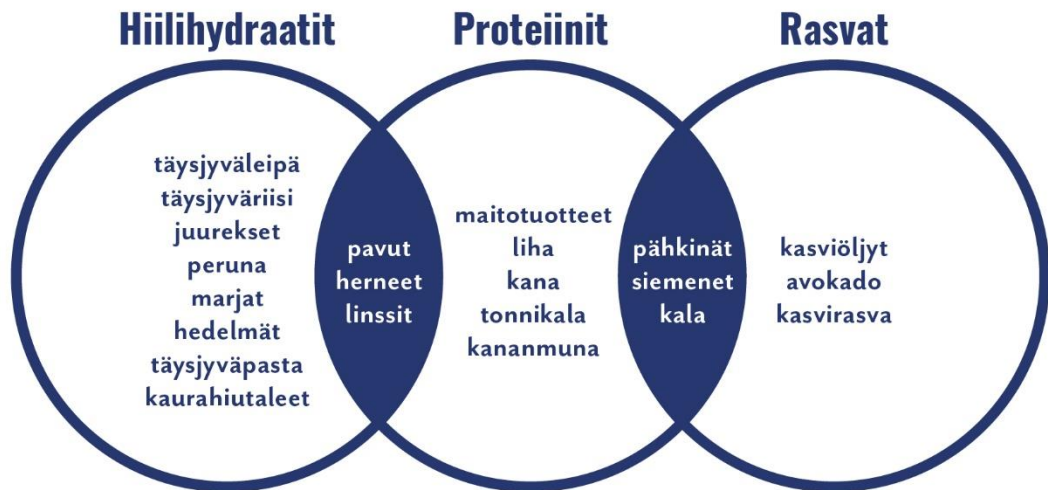 Hiilihydraatit
Proteiinit
Rasvat
täysjyväleipä
täysjyväriisi
juurekset
peruna
marjat
hedelmät
täysjyväpasta
kaurahiutaleet
pavut
herneet
linssit
maitotuotteet
liha
kana
tonnikala
kananmuna
pähkinät
siemenet
kala
kasviöljyt
avokado
kasvirasva